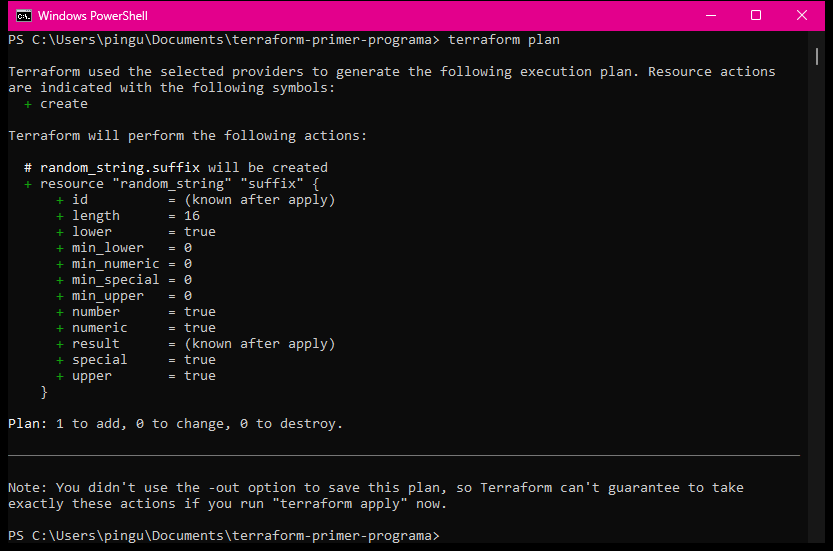 Windows PowerShell
PS C:\Users\pingu\Documents\terraform-primer-programa> terraform plan
Terraform used the selected providers to generate the following execution plan. Resource actions
are indicated with the following symbols:
  + create
Terraform will perform the following actions:
  # random_string.suffix will be created
  + resource "random_string" "suffix" {
      + id          = (known after apply)
      + length      = 16
      + lower       = true
      + min_lower   = 0
      + min_numeric = 0
      + min_special = 0
      + min_upper   = 0
      + number      = true
      + numeric     = true
      + result      = (known after apply)
      + special     = true
      + upper       = true
    }
Plan: 1 to add, 0 to change, 0 to destroy.
Note: You didn't use the -out option to save this plan, so Terraform can't guarantee to take
exactly these actions if you run "terraform apply" now.
PS C:\Users\pingu\Documents\terraform-primer-programa>